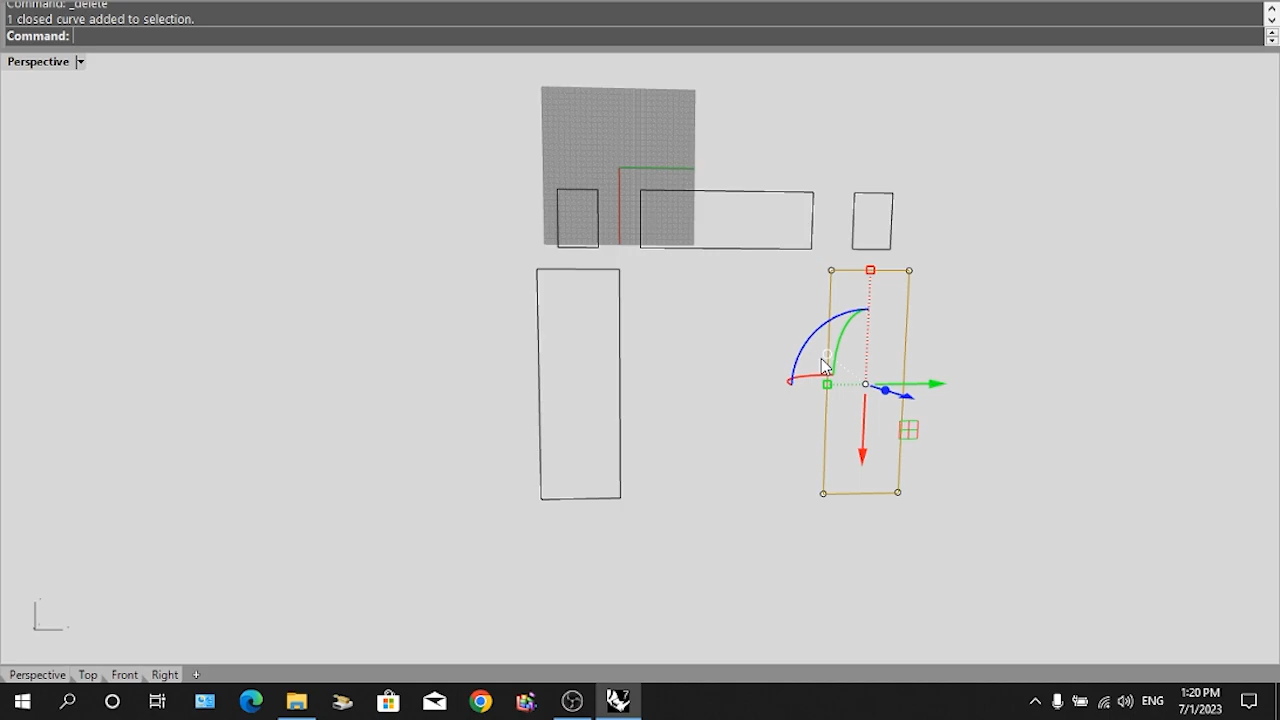 Command: _delete
1 closed curve added to selection.
Command:
Perspective
Perspective Top Front Right
ENG
1:20 PM
7/1/2023